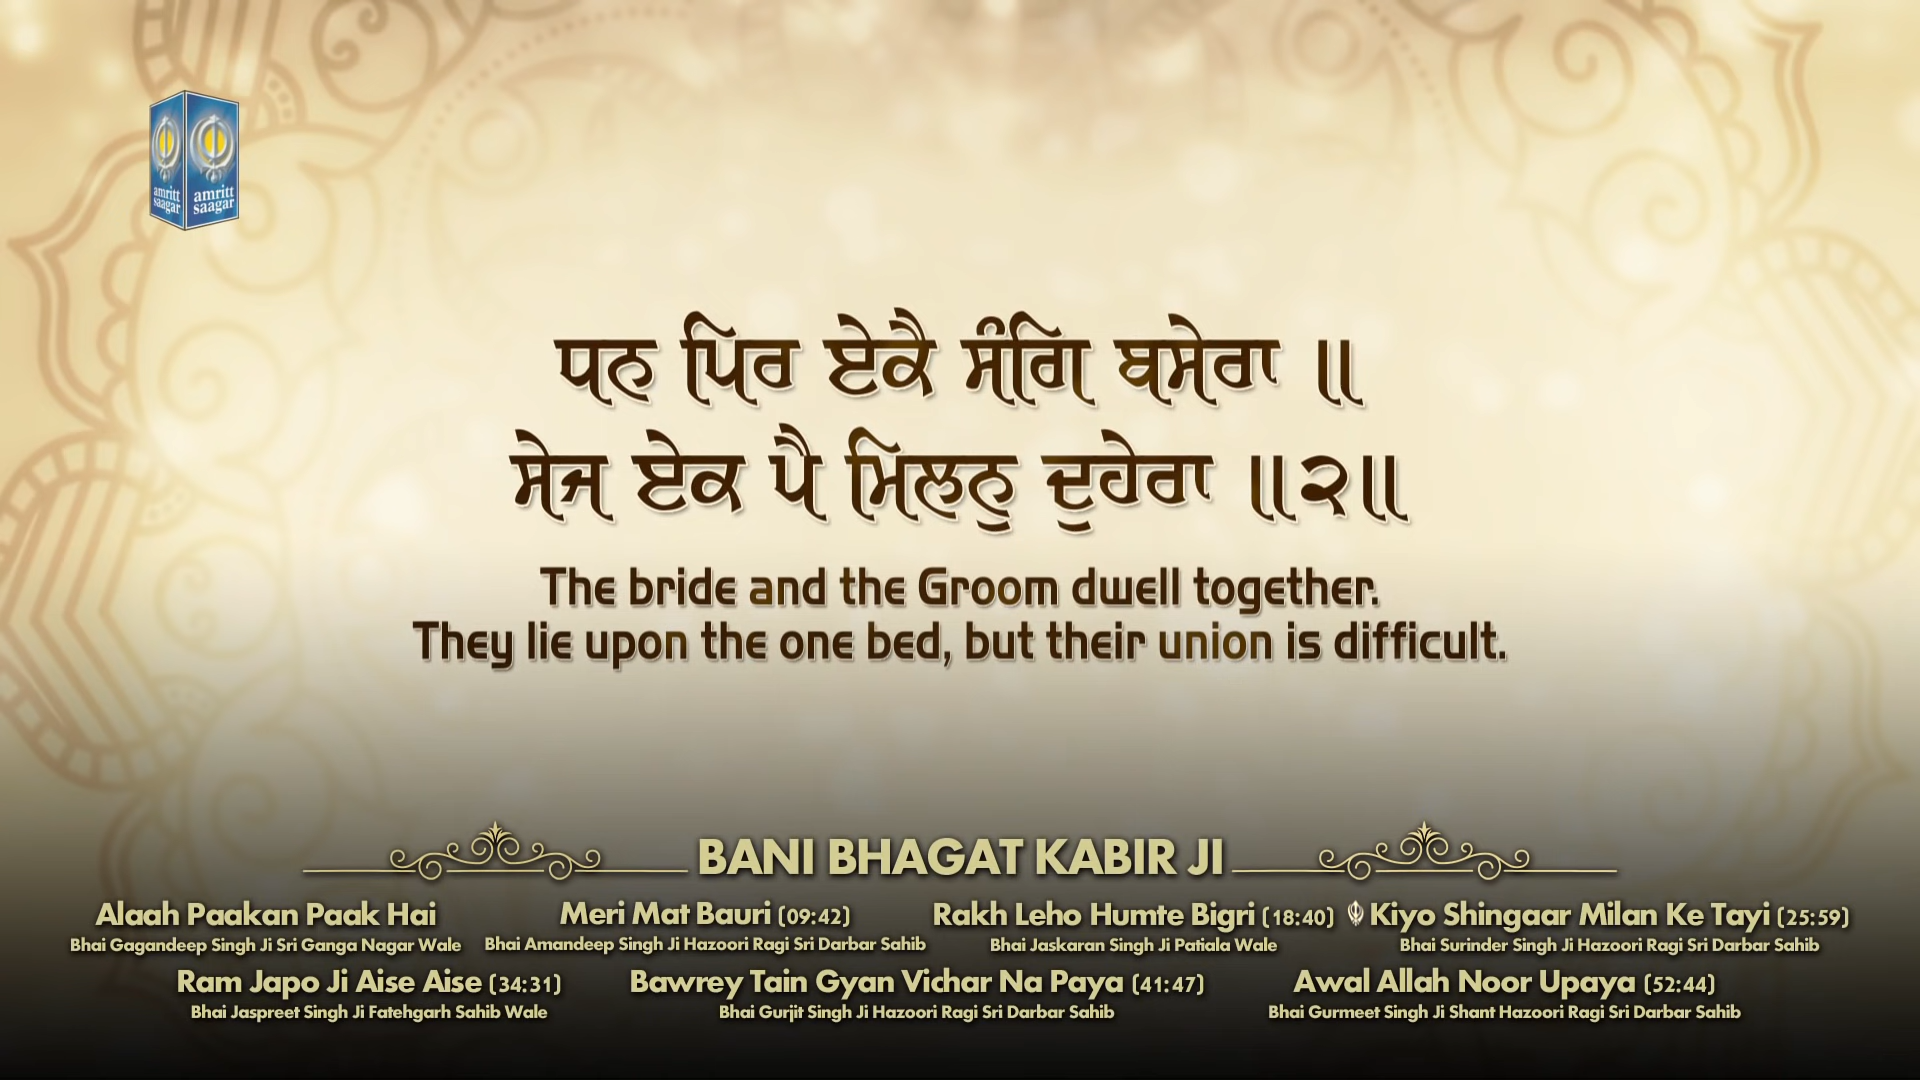 amritt saagar
amritt saagar
ਧਨ ਪਿਰ ਏਕੈ ਸੰਗਿ ਬਸੇਰਾ ॥
ਸੇਜ ਏਕ ਪੈ ਮਿਲਨੁ ਦੁਹੇਰਾ ॥੨॥
The bride and the Groom dwell together.
They lie upon the one bed, but their union is difficult.
BANI BHAGAT KABIR JI
Alaah Paakan Paak Hai
Bhai Gagandeep Singh Ji Sri Ganga Nagar Wale
Meri Mat Bauri (09:42)
Bhai Amandeep Singh Ji Hazoori Ragi Sri Darbar Sahib
Rakh Leho Humte Bigri (18:40)
Bhai Jaskaran Singh Ji Patiala Wale
Kiyo Shingaar Milan Ke Tayi (25:59)
Bhai Surinder Singh Ji Hazoori Ragi Sri Darbar Sahib
Ram Japo Ji Aise Aise (34:31)
Bhai Jaspreet Singh Ji Fatehgarh Sahib Wale
Bawrey Tain Gyan Vichar Na Paya (41:47)
Bhai Gurjit Singh Ji Hazoori Ragi Sri Darbar Sahib
Awal Allah Noor Upaya (52:44)
Bhai Gurmeet Singh Ji Shant Hazoori Ragi Sri Darbar Sahib